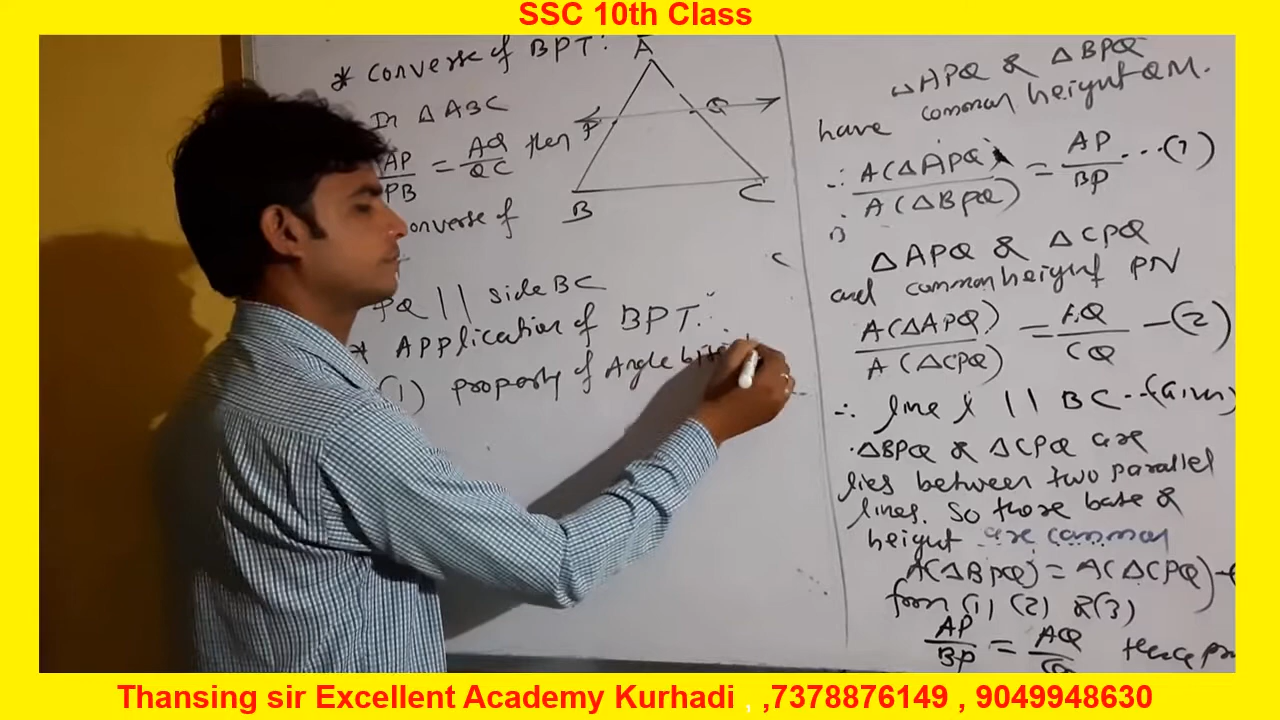 SSC 10th Class
* Converse of BPT:
In △ABC
AP/PB = AQ/QC then
onverse of
PQ || side BC
* Application of BPT:
(1) property of Angle
A
P
Q
B
C
△APQ & △BPQ
have common height QM.
∴ A(△APQ)/A(△BPQ) = AP/BP ... (1)
△APQ & △CPQ
and common height PN
A(△APQ)/A(△CPQ) = AQ/CQ - (2)
∴ line l || BC -- (Given)
△BPQ & △CPQ are
lies between two parallel
lines. So those base &
height are common
A(△BPQ) = A(△CPQ) -
from (1) (2) & (3)
AP/BP = AQ/CQ Hence pr
Thansing sir Excellent Academy Kurhadi , ,7378876149 , 9049948630